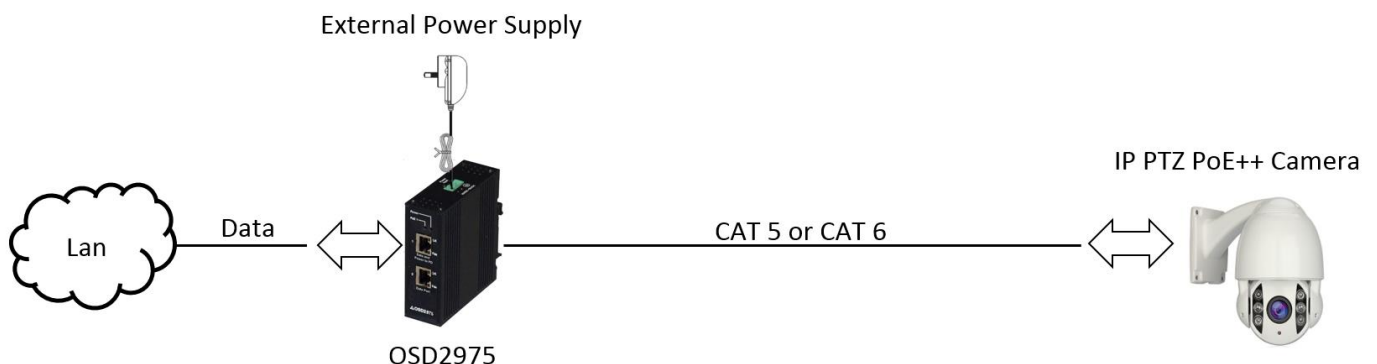 External Power Supply
IP PTZ PoE++ Camera
Lan
Data
CAT 5 or CAT 6
OSD2975